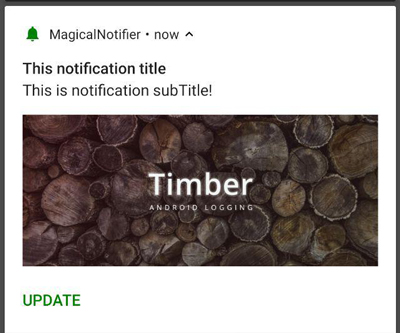 MagicalNotifier • now
This notification title
This is notification subTitle!
Timber
ANDROID LOGGING
UPDATE